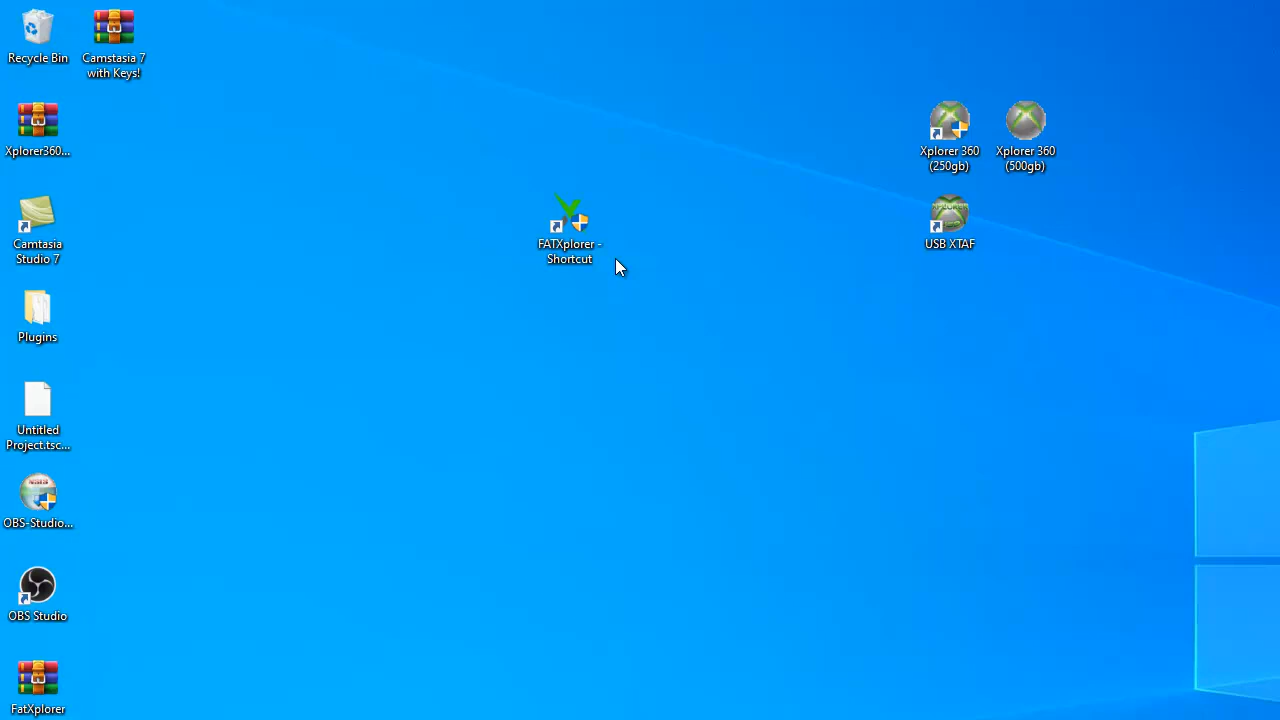 Recycle Bin
Camstasia 7
with Keys!
Xplorer360...
Xplorer 360
(250gb)
Xplorer 360
(500gb)
Camtasia
Studio 7
FATXplorer -
Shortcut
USB XTAF
Plugins
Untitled
Project.tsc...
OBS-Studio...
OBS Studio
FatXplorer